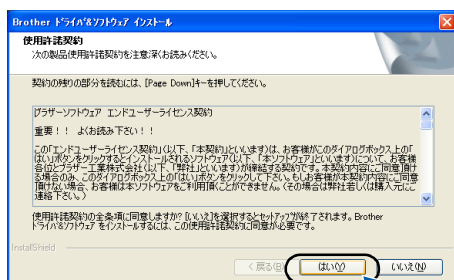 Brother ドライバ&ソフトウェア インストール
使用許諾契約
次の製品使用許諾契約を注意深くお読みください。
契約の残りの部分を読むには、[Page Down]キーを押してください。
ブラザーソフトウェア エンドユーザーライセンス契約
重要!! よくお読み下さい!!
この「エンドユーザーライセンス契約」(以下、「本契約」といいます)は、お客様がこのダイアログボックス上の「
はい」ボタンをクリックするとインストールされるソフトウェア(以下、「本ソフトウェア」といいます)について、お客様
各位とブラザー工業株式会社(以下、「弊社」といいます)が締結する契約です。本契約内容にご同意頂け
る場合のみ、このダイアログボックス上の「はい」ボタンをクリックして下さい。もしお客様が本契約内容にご同意
頂けない場合、お客様は本ソフトウェアをご利用頂くことができません。(その場合は弊社若しくは購入元にご
連絡下さい。)
使用許諾契約の全条項に同意しますか? [いいえ]を選択するとセットアップが終了されます。Brother
ドライバ&ソフトウェア をインストールするには、この使用許諾契約に同意が必要です。
InstallShield
< 戻る(B) はい(Y) いいえ(N)